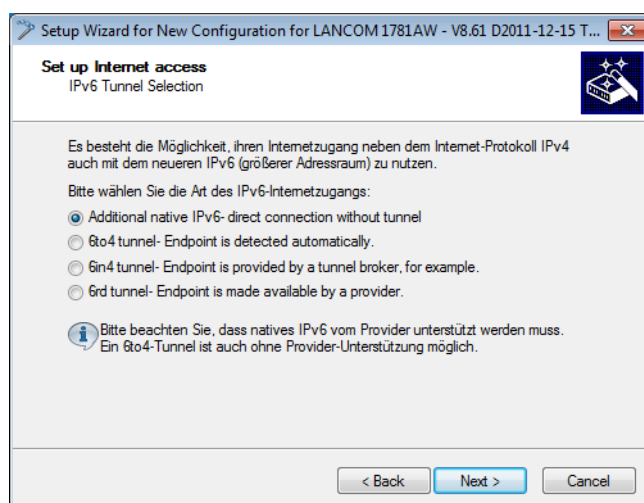 Setup Wizard for New Configuration for LANCOM 1781AW - V8.61 D2011-12-15 T...
Set up Internet access
IPv6 Tunnel Selection
Es besteht die Möglichkeit, ihren Internetzugang neben dem Internet-Protokoll IPv4
auch mit dem neueren IPv6 (größerer Adressraum) zu nutzen.
Bitte wählen Sie die Art des IPv6-Internetzugangs:
Additional native IPv6- direct connection without tunnel
6to4 tunnel- Endpoint is detected automatically.
6in4 tunnel- Endpoint is provided by a tunnel broker, for example.
6rd tunnel- Endpoint is made available by a provider.
Bitte beachten Sie, dass natives IPv6 vom Provider unterstützt werden muss.
Ein 6to4-Tunnel ist auch ohne Provider-Unterstützung möglich.
< Back Next > Cancel